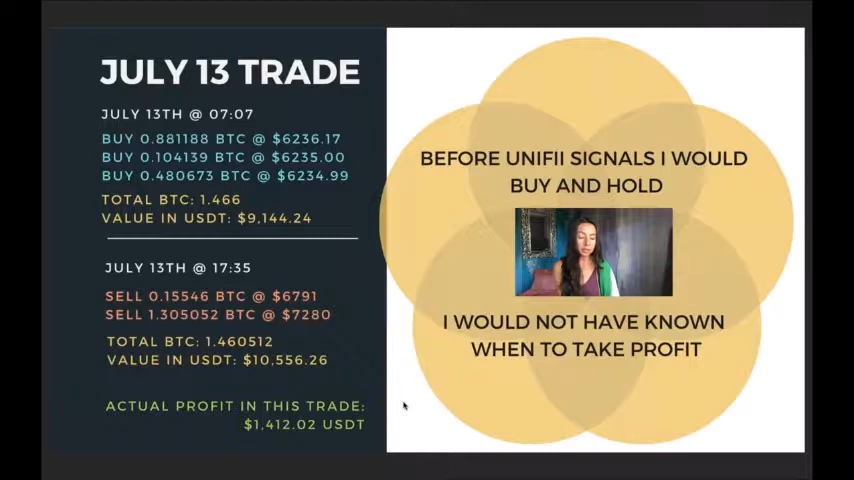 JULY 13 TRADE
JULY 13TH @ 07:07
BUY 0.881188 BTC @ $6236.17
BUY 0.104139 BTC @ $6235.00
BUY 0.480673 BTC @ $6234.99
TOTAL BTC: 1.466
VALUE IN USDT: $9,144.24
JULY 13TH @ 17:35
SELL 0.15546 BTC @ $6791
SELL 1.305052 BTC @ $7280
TOTAL BTC: 1.460512
VALUE IN USDT: $10,556.26
ACTUAL PROFIT IN THIS TRADE:
$1,412.02 USDT
BEFORE UNIFII SIGNALS I WOULD
BUY AND HOLD
I WOULD NOT HAVE KNOWN
WHEN TO TAKE PROFIT